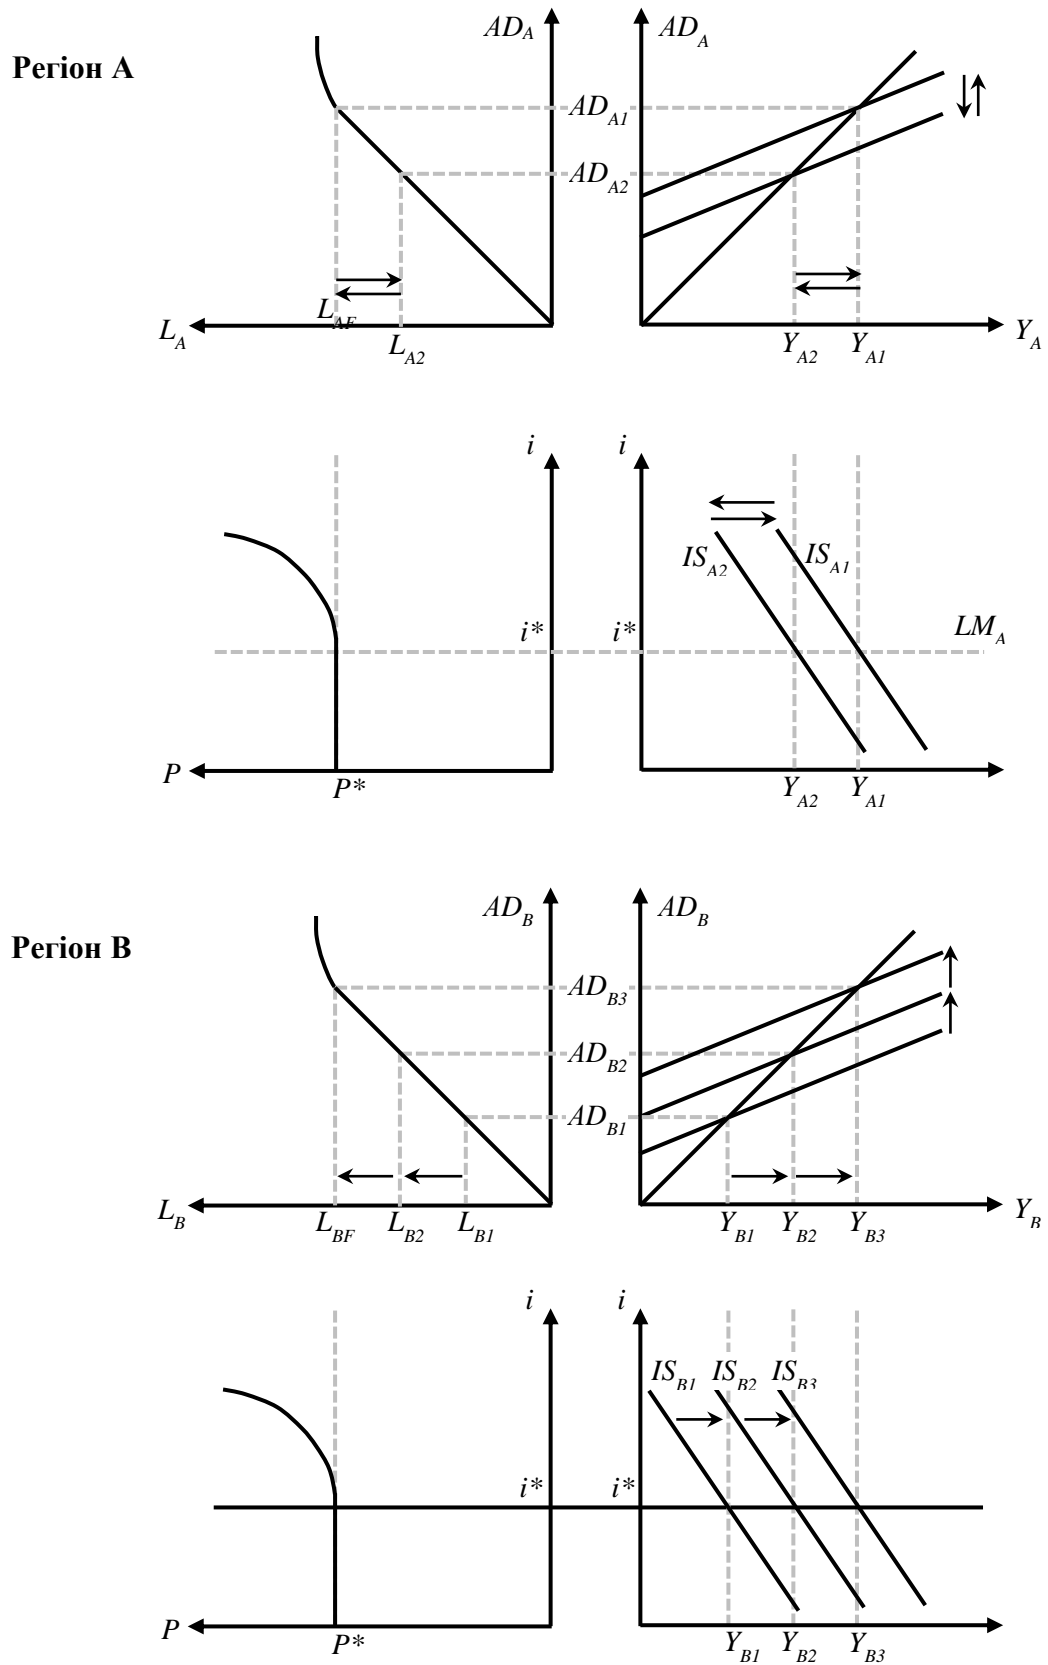 Регіон А
AD_A
AD_A
AD_A1
AD_A2
L_AF
L_A
L_A2
Y_A2
Y_A1
Y_A
i
i
IS_A2
IS_A1
i*
i*
LM_A
P
P*
Y_A2
Y_A1
Регіон В
AD_B
AD_B
AD_B3
AD_B2
AD_B1
L_B
L_BF
L_B2
L_B1
Y_B1
Y_B2
Y_B3
Y_B
i
i
IS_B1
IS_B2
IS_B3
i*
i*
P
P*
Y_B1
Y_B2
Y_B3